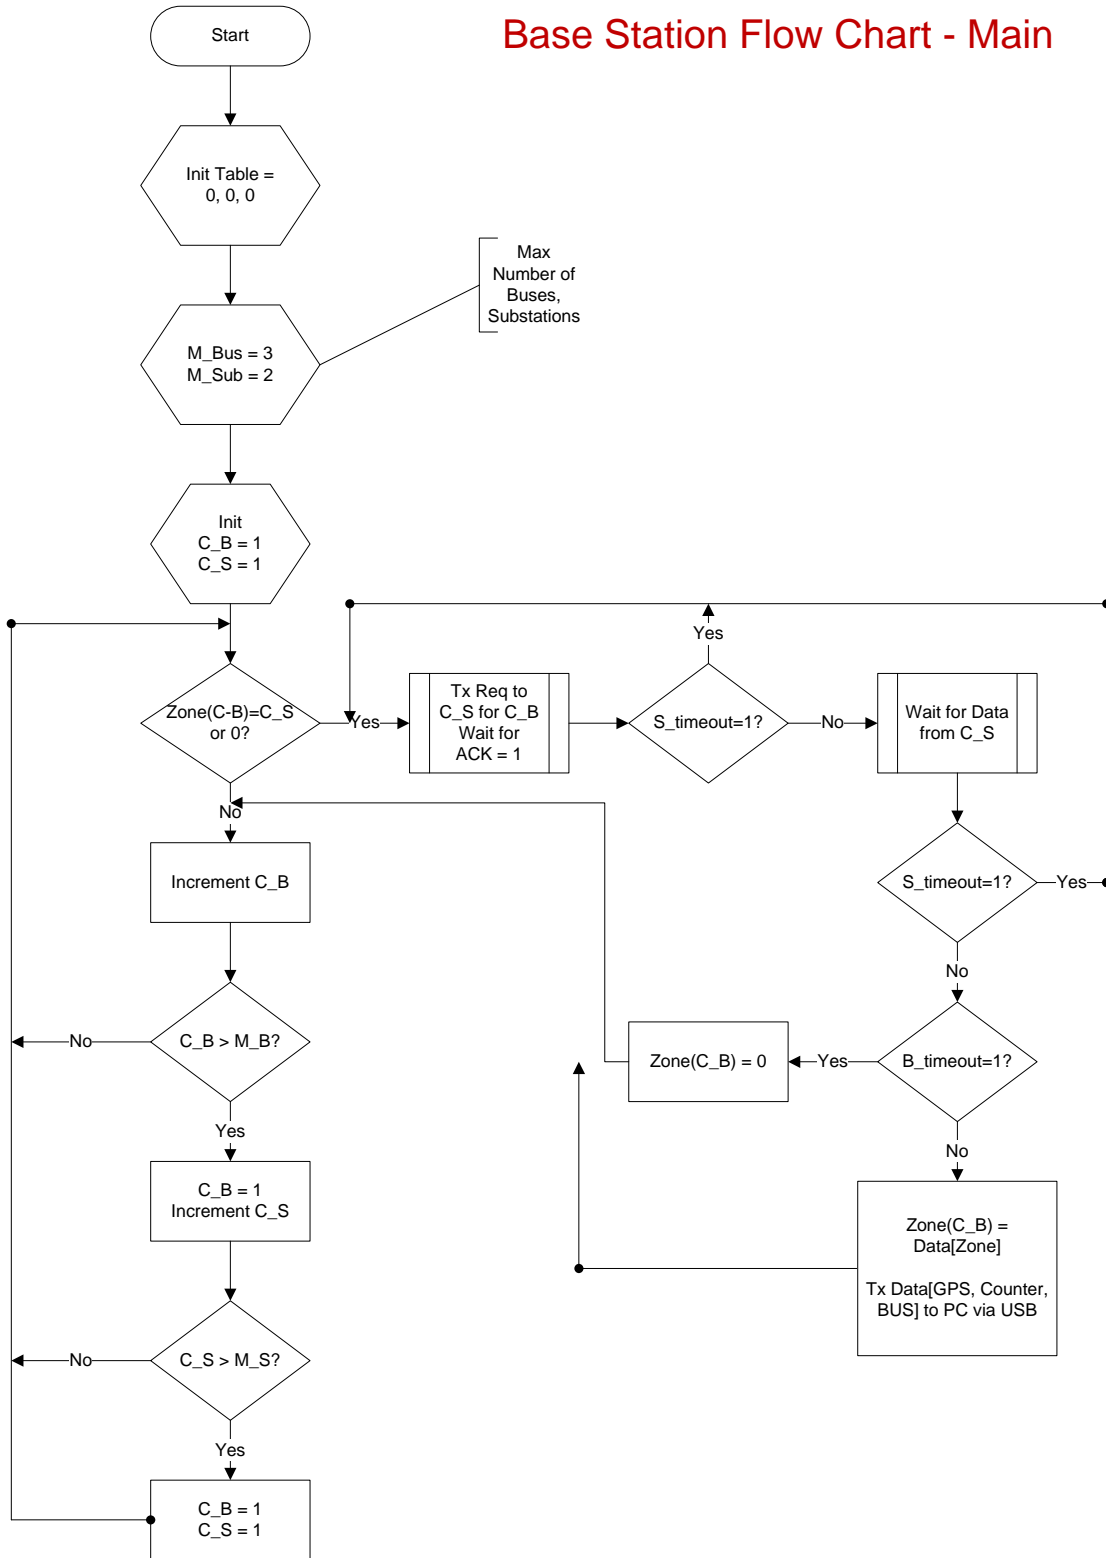 Base Station Flow Chart - Main
Start
Init Table =
0, 0, 0
Max
Number of
Buses,
Substations
M_Bus = 3
M_Sub = 2
Init
C_B = 1
C_S = 1
Zone(C-B)=C_S
or 0?
Yes
Tx Req to
C_S for C_B
Wait for
ACK = 1
S_timeout=1?
Yes
No
Wait for Data
from C_S
S_timeout=1?
Yes
No
B_timeout=1?
Yes
Zone(C_B) = 0
No
Zone(C_B) =
Data[Zone]
Tx Data[GPS, Counter,
BUS] to PC via USB
No
Increment C_B
C_B > M_B?
No
Yes
C_B = 1
Increment C_S
C_S > M_S?
No
Yes
C_B = 1
C_S = 1